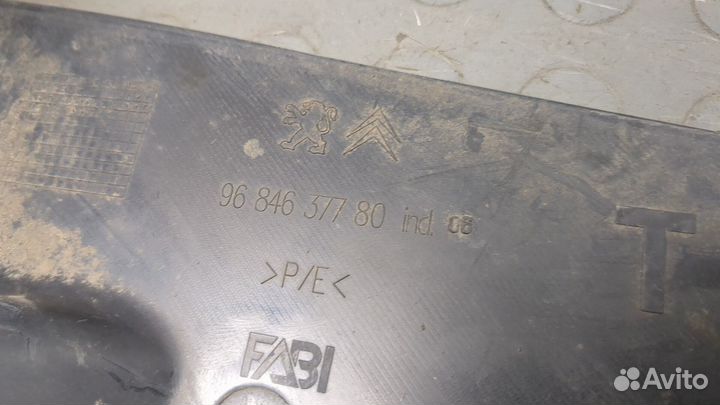 96 846 377 80 ind. 08
>P/E<
T
FABI
Avito